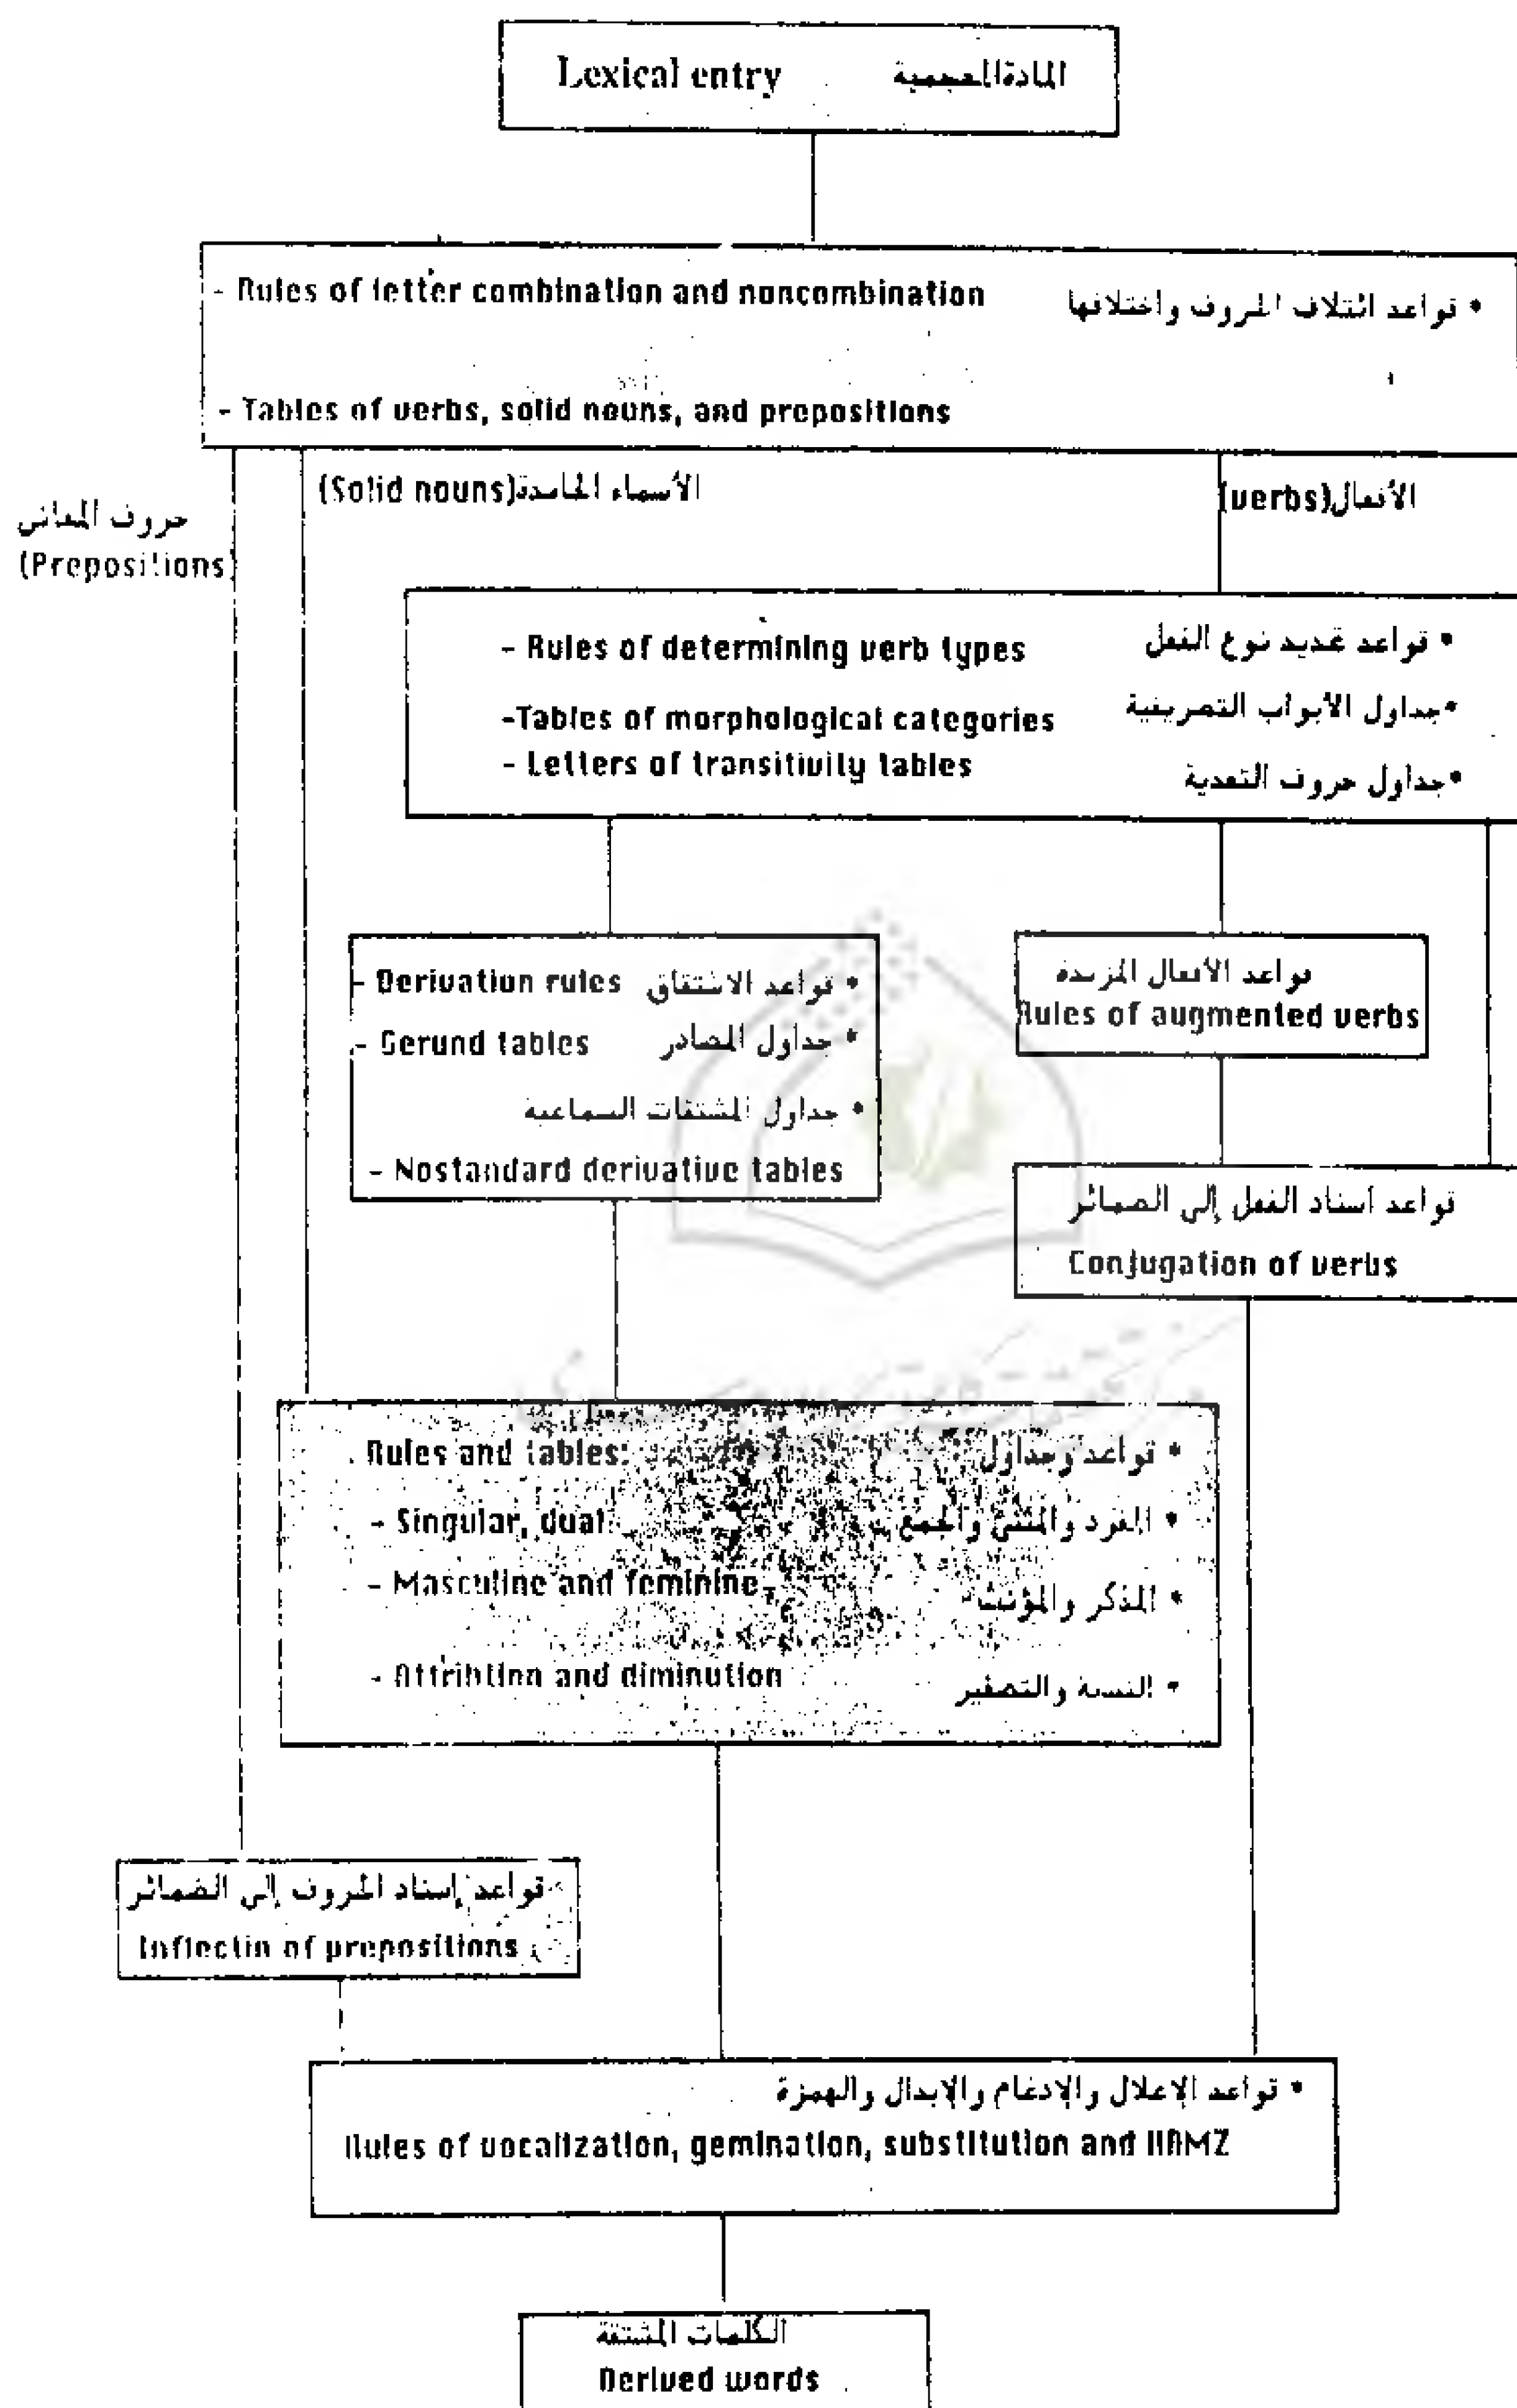 Lexical entry المادة المعجمية
- Rules of letter combination and noncombination • قواعد ائتلاف الحروف واختلافها
- Tables of verbs, solid nouns, and prepositions
(Solid nouns) الأسماء الجامدة
(verbs) الأفعال
حروف المعاني
(Prepositions)
- Rules of determining verb types • قواعد تحديد نوع الفعل
-Tables of morphological categories • جداول الأبواب التصريفية
- Letters of transitivity tables • جداول حروف التعدية
- Derivation rules • قواعد الاشتقاق
- Gerund tables • جداول المصادر
• جداول المشتقات السماعية
- Nostandard derivative tables
قواعد الأفعال المزيدة
Rules of augmented verbs
قواعد اسناد الفعل إلى الضمائر
Conjugation of verbs
Rules and tables: • قواعد وجداول
- Singular, dual • المفرد والمثنى والجمع
- Masculine and feminine • المذكر والمؤنث
- Attribtion and diminution • النسبة والتصغير
قواعد إسناد الحروف إلى الضمائر
Inflectin of prepositions
• قواعد الإعلال والإدغام والإبدال والهمزة
Rules of vocalization, gemination, substitution and HAMZ
الكلمات المشتقة
Derived words